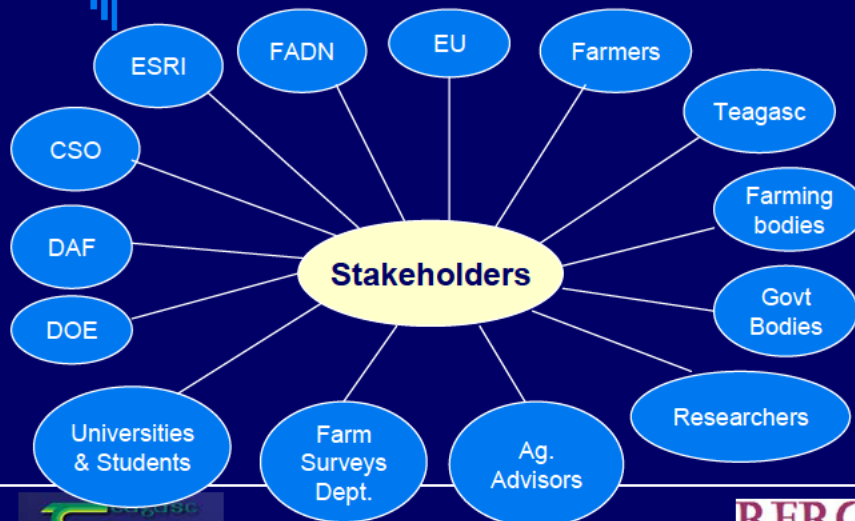 ESRI
FADN
EU
Farmers
Teagasc
CSO
Farming
bodies
DAF
Stakeholders
Govt
Bodies
DOE
Researchers
Universities
& Students
Farm
Surveys
Dept.
Ag.
Advisors